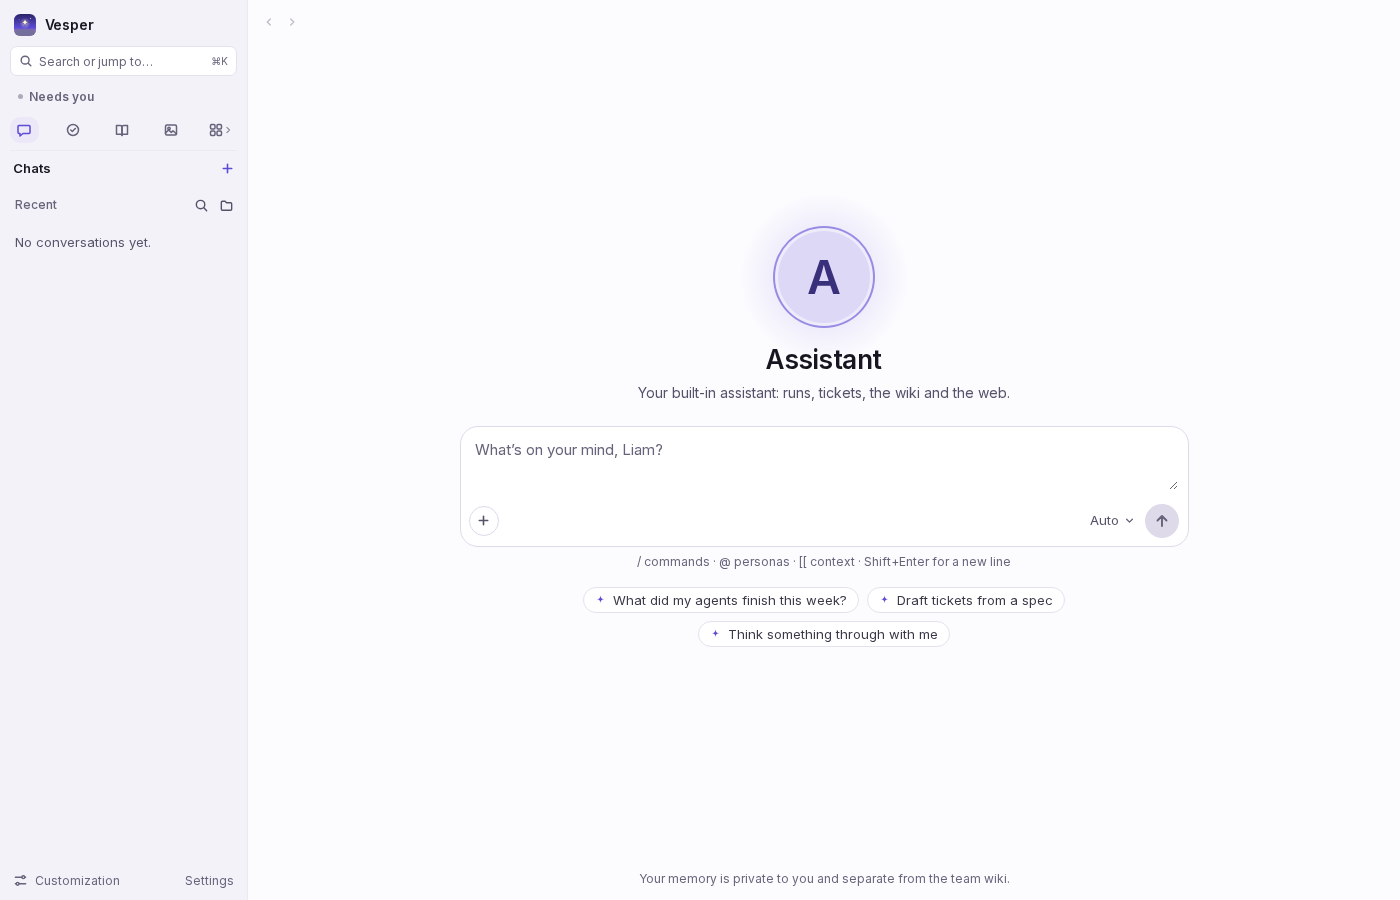 Vesper
Search or jump to… ⌘K
Needs you
Chats
Recent
No conversations yet.
Customization
Settings
A
Assistant
Your built-in assistant: runs, tickets, the wiki and the web.
What’s on your mind, Liam?
Auto
/ commands · @ personas · [[ context · Shift+Enter for a new line
What did my agents finish this week?
Draft tickets from a spec
Think something through with me
Your memory is private to you and separate from the team wiki.